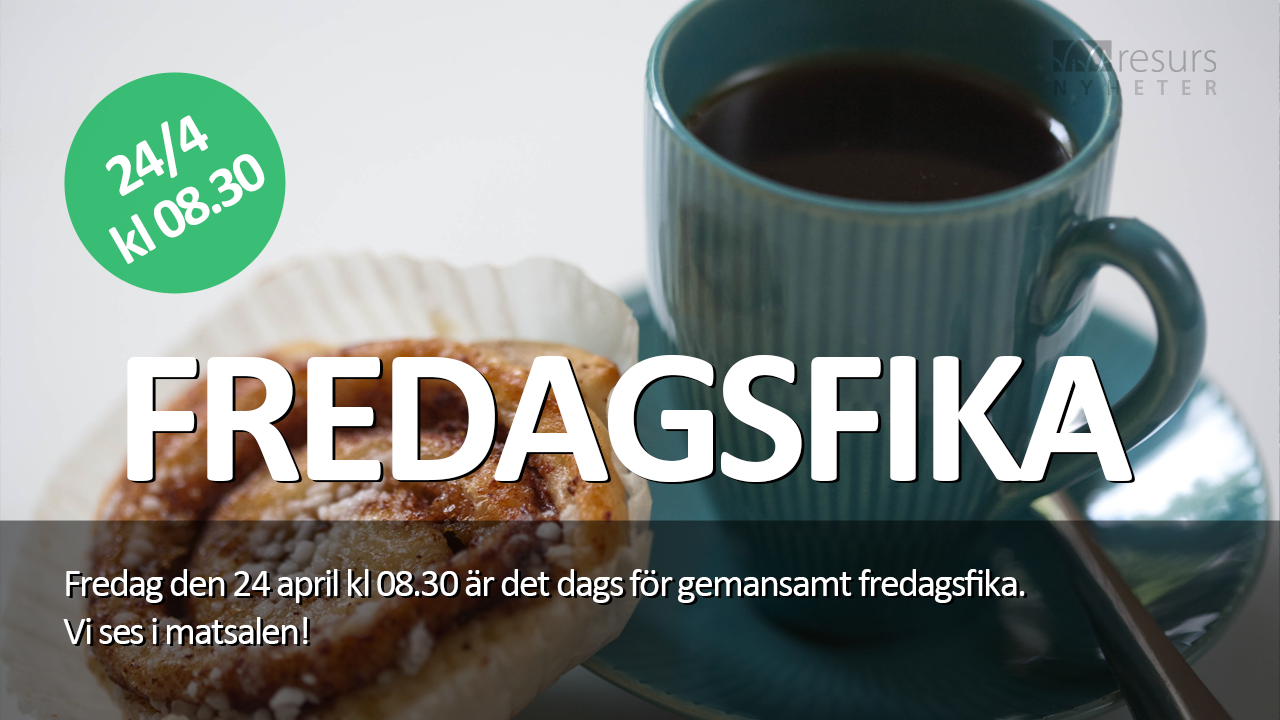 resurs
NYHETER
24/4
kl 08.30
FREDAGSFIKA
Fredag den 24 april kl 08.30 är det dags för gemansamt fredagsfika.
Vi ses i matsalen!